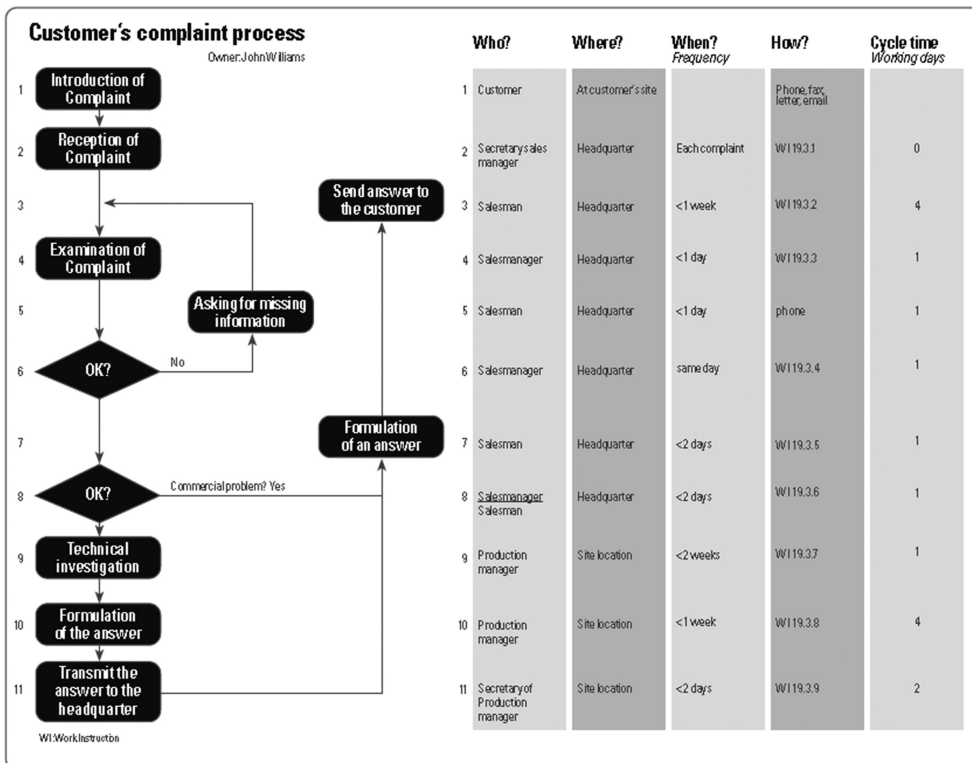 Customer's complaint process
Owner: John Williams
1
Introduction of
Complaint
2
Reception of
Complaint
3
Send answer to
the customer
4
Examination of
Complaint
5
Asking for missing
information
6
OK?
No
7
Formulation
of an answer
8
OK?
Commercial problem? Yes
9
Technical
investigation
10
Formulation
of the answer
11
Transmit the
answer to the
headquarter
WI: Work Instruction
Who? Where? When? How? Cycle time
Frequency Working days
1 Customer At customer's site Phone, fax,
letter, email
2 Secretary sales Headquarter Each complaint WI 19.3.1 0
manager
3 Salesman Headquarter <1 week WI 19.3.2 4
4 Salesmanager Headquarter <1 day WI 19.3.3 1
5 Salesman Headquarter <1 day phone 1
6 Salesmanager Headquarter same day WI 19.3.4 1
7 Salesman Headquarter <2 days WI 19.3.5 1
8 Salesmanager Headquarter <2 days WI 19.3.6 1
Salesman
9 Production Site location <2 weeks WI 19.3.7 1
manager
10 Production Site location <1 week WI 19.3.8 4
manager
11 Secretary of Site location <2 days WI 19.3.9 2
Production
manager